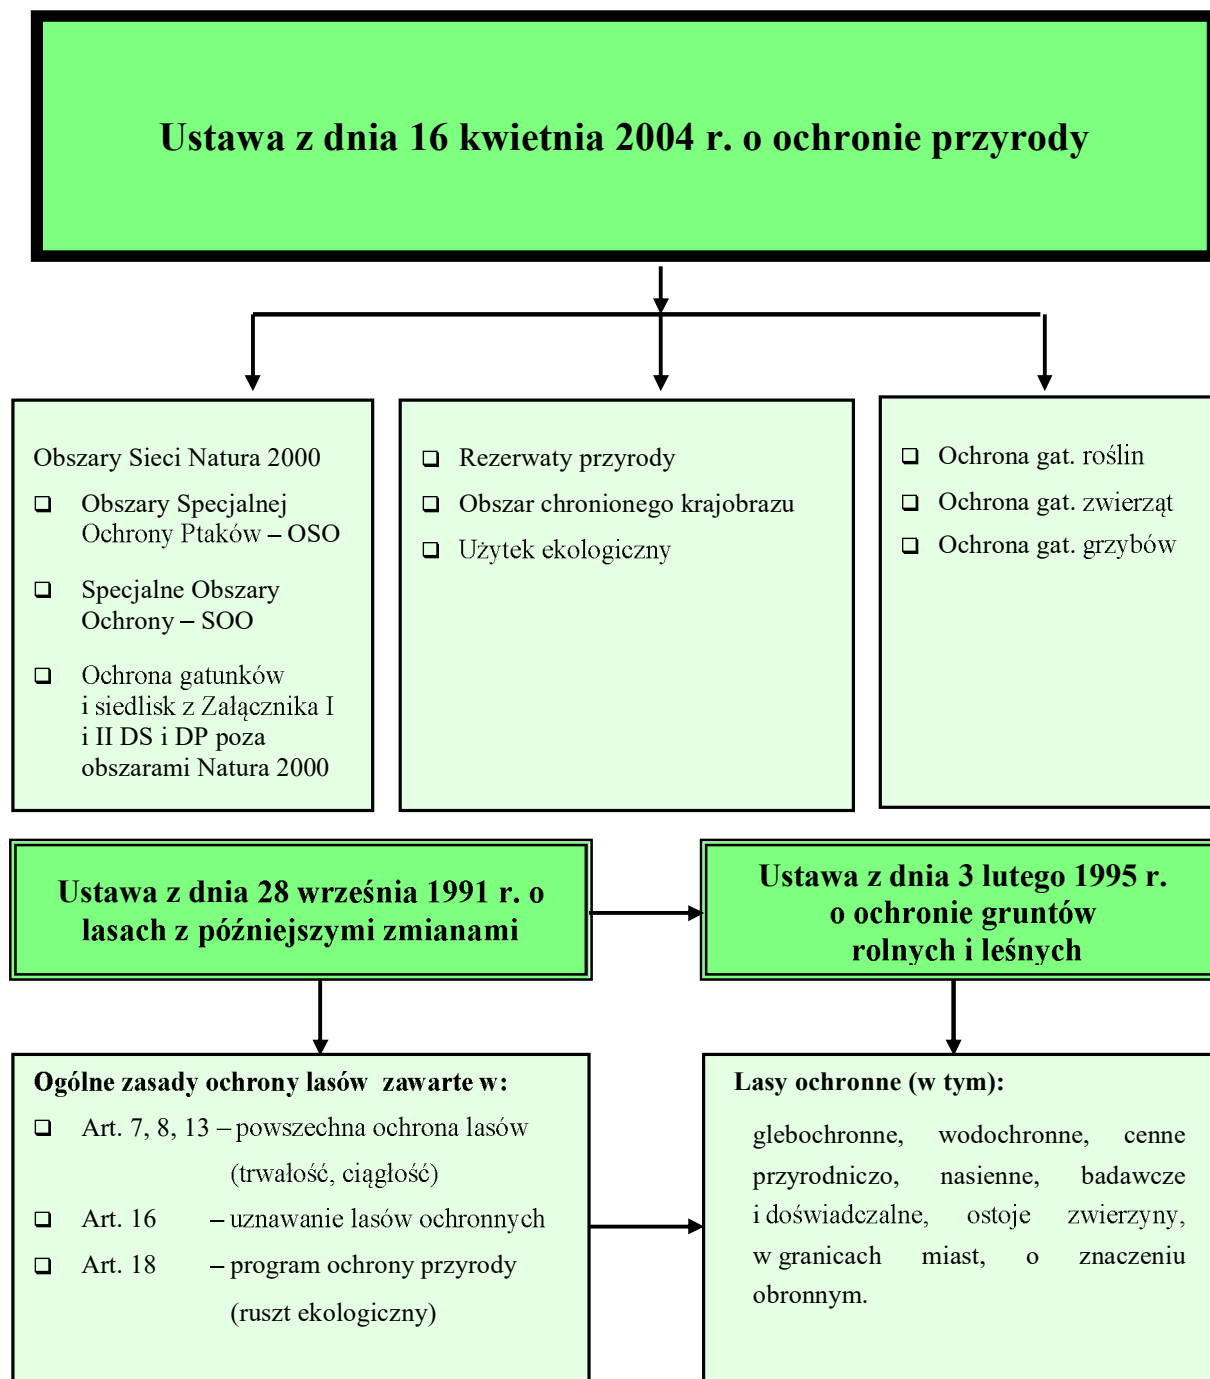 Ustawa z dnia 16 kwietnia 2004 r. o ochronie przyrody
Obszary Sieci Natura 2000
❑ Obszary Specjalnej
Ochrony Ptaków – OSO
❑ Specjalne Obszary
Ochrony – SOO
❑ Ochrona gatunków
i siedlisk z Załącznika I
i II DS i DP poza
obszarami Natura 2000
❑ Rezerwaty przyrody
❑ Obszar chronionego krajobrazu
❑ Użytek ekologiczny
❑ Ochrona gat. roślin
❑ Ochrona gat. zwierząt
❑ Ochrona gat. grzybów
Ustawa z dnia 28 września 1991 r. o
lasach z późniejszymi zmianami
Ustawa z dnia 3 lutego 1995 r.
o ochronie gruntów
rolnych i leśnych
Ogólne zasady ochrony lasów zawarte w:
❑ Art. 7, 8, 13 – powszechna ochrona lasów
(trwałość, ciągłość)
❑ Art. 16 – uznawanie lasów ochronnych
❑ Art. 18 – program ochrony przyrody
(ruszt ekologiczny)
Lasy ochronne (w tym):
glebochronne, wodochronne, cenne
przyrodniczo, nasienne, badawcze
i doświadczalne, ostoje zwierzyny,
w granicach miast, o znaczeniu
obronnym.